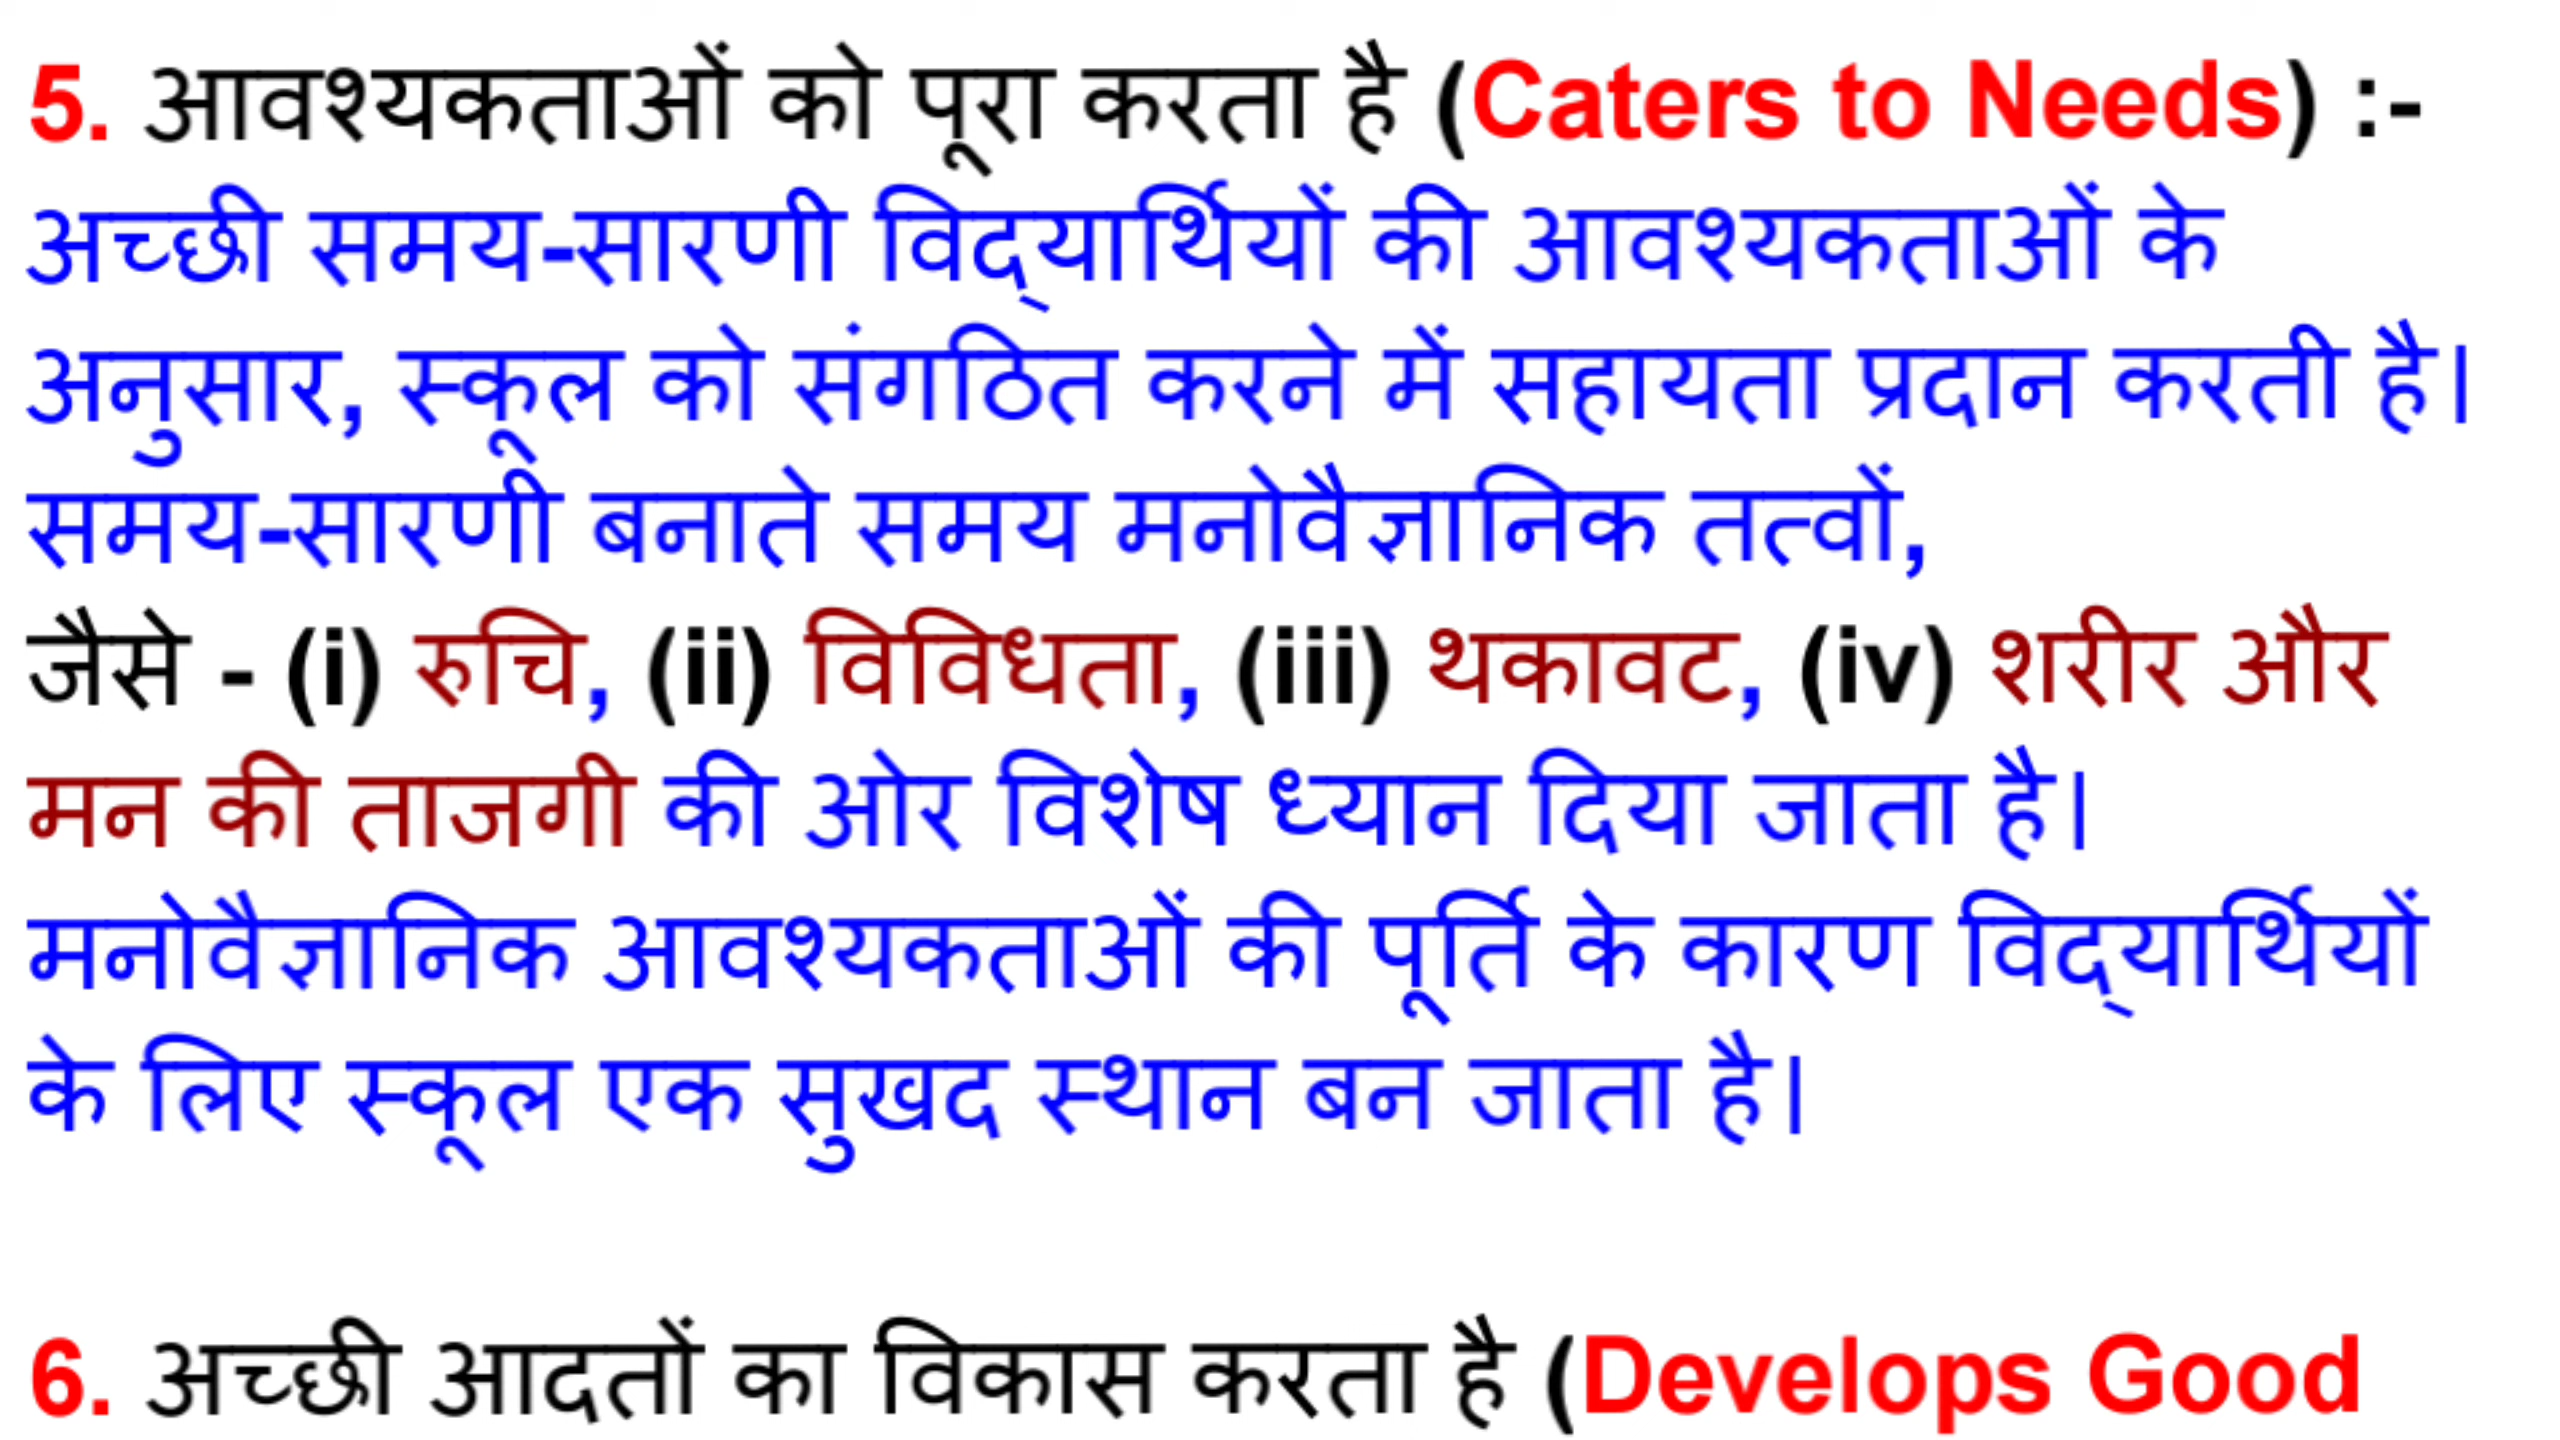 5. आवश्यकताओं को पूरा करता है (Caters to Needs) :-
अच्छी समय-सारणी विद्यार्थियों की आवश्यकताओं के
अनुसार, स्कूल को संगठित करने में सहायता प्रदान करती है।
समय-सारणी बनाते समय मनोवैज्ञानिक तत्वों,
जैसे - (i) रुचि, (ii) विविधता, (iii) थकावट, (iv) शरीर और
मन की ताजगी की ओर विशेष ध्यान दिया जाता है।
मनोवैज्ञानिक आवश्यकताओं की पूर्ति के कारण विद्यार्थियों
के लिए स्कूल एक सुखद स्थान बन जाता है।
6. अच्छी आदतों का विकास करता है (Develops Good